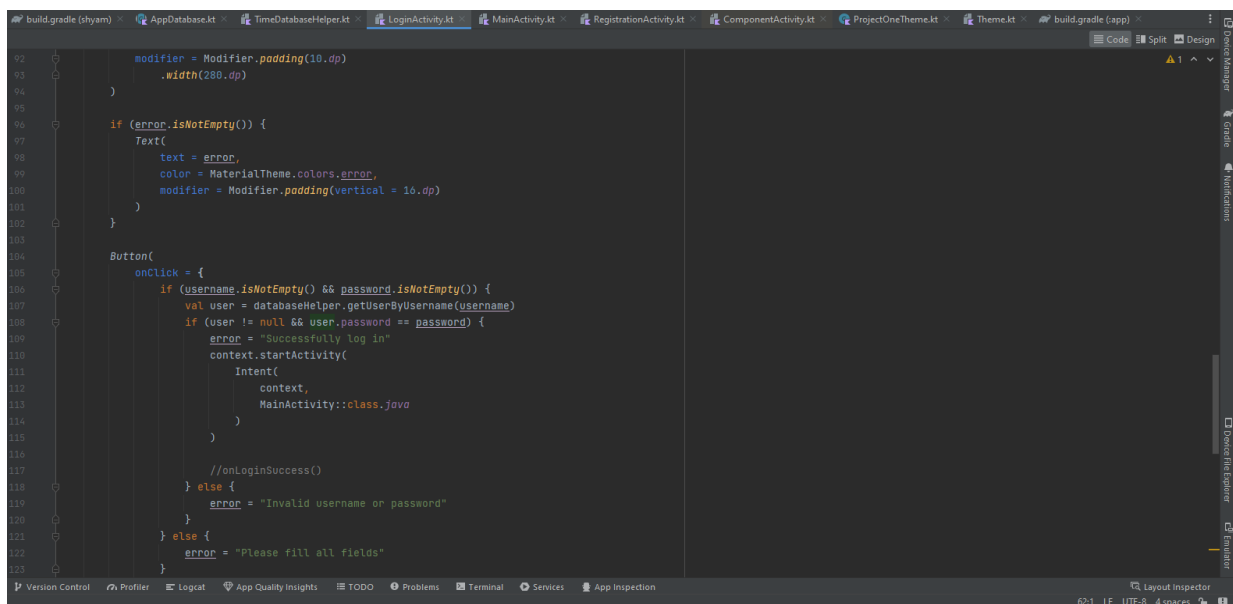 build.gradle (shyam) AppDatabase.kt TimeDatabaseHelper.kt LoginActivity.kt MainActivity.kt RegistrationActivity.kt ComponentActivity.kt ProjectOneTheme.kt Theme.kt build.gradle (:app)
Code Split Design
1
92 modifier = Modifier.padding(10.dp)
93 .width(280.dp)
94 )
95
96 if (error.isNotEmpty()) {
97 Text(
98 text = error,
99 color = MaterialTheme.colors.error,
100 modifier = Modifier.padding(vertical = 16.dp)
101 )
102 }
103
104 Button(
105 onClick = {
106 if (username.isNotEmpty() && password.isNotEmpty()) {
107 val user = databaseHelper.getUserByUsername(username)
108 if (user != null && user.password == password) {
109 error = "Successfully log in"
110 context.startActivity(
111 Intent(
112 context,
113 MainActivity::class.java
114 )
115 )
116
117 //onLoginSuccess()
118 } else {
119 error = "Invalid username or password"
120 }
121 } else {
122 error = "Please fill all fields"
123 }
Device Manager
Gradle
Notifications
Device File Explorer
Emulator
Version Control Profiler Logcat App Quality Insights TODO Problems Terminal Services App Inspection Layout Inspector
62:1 LF UTF-8 4 spaces